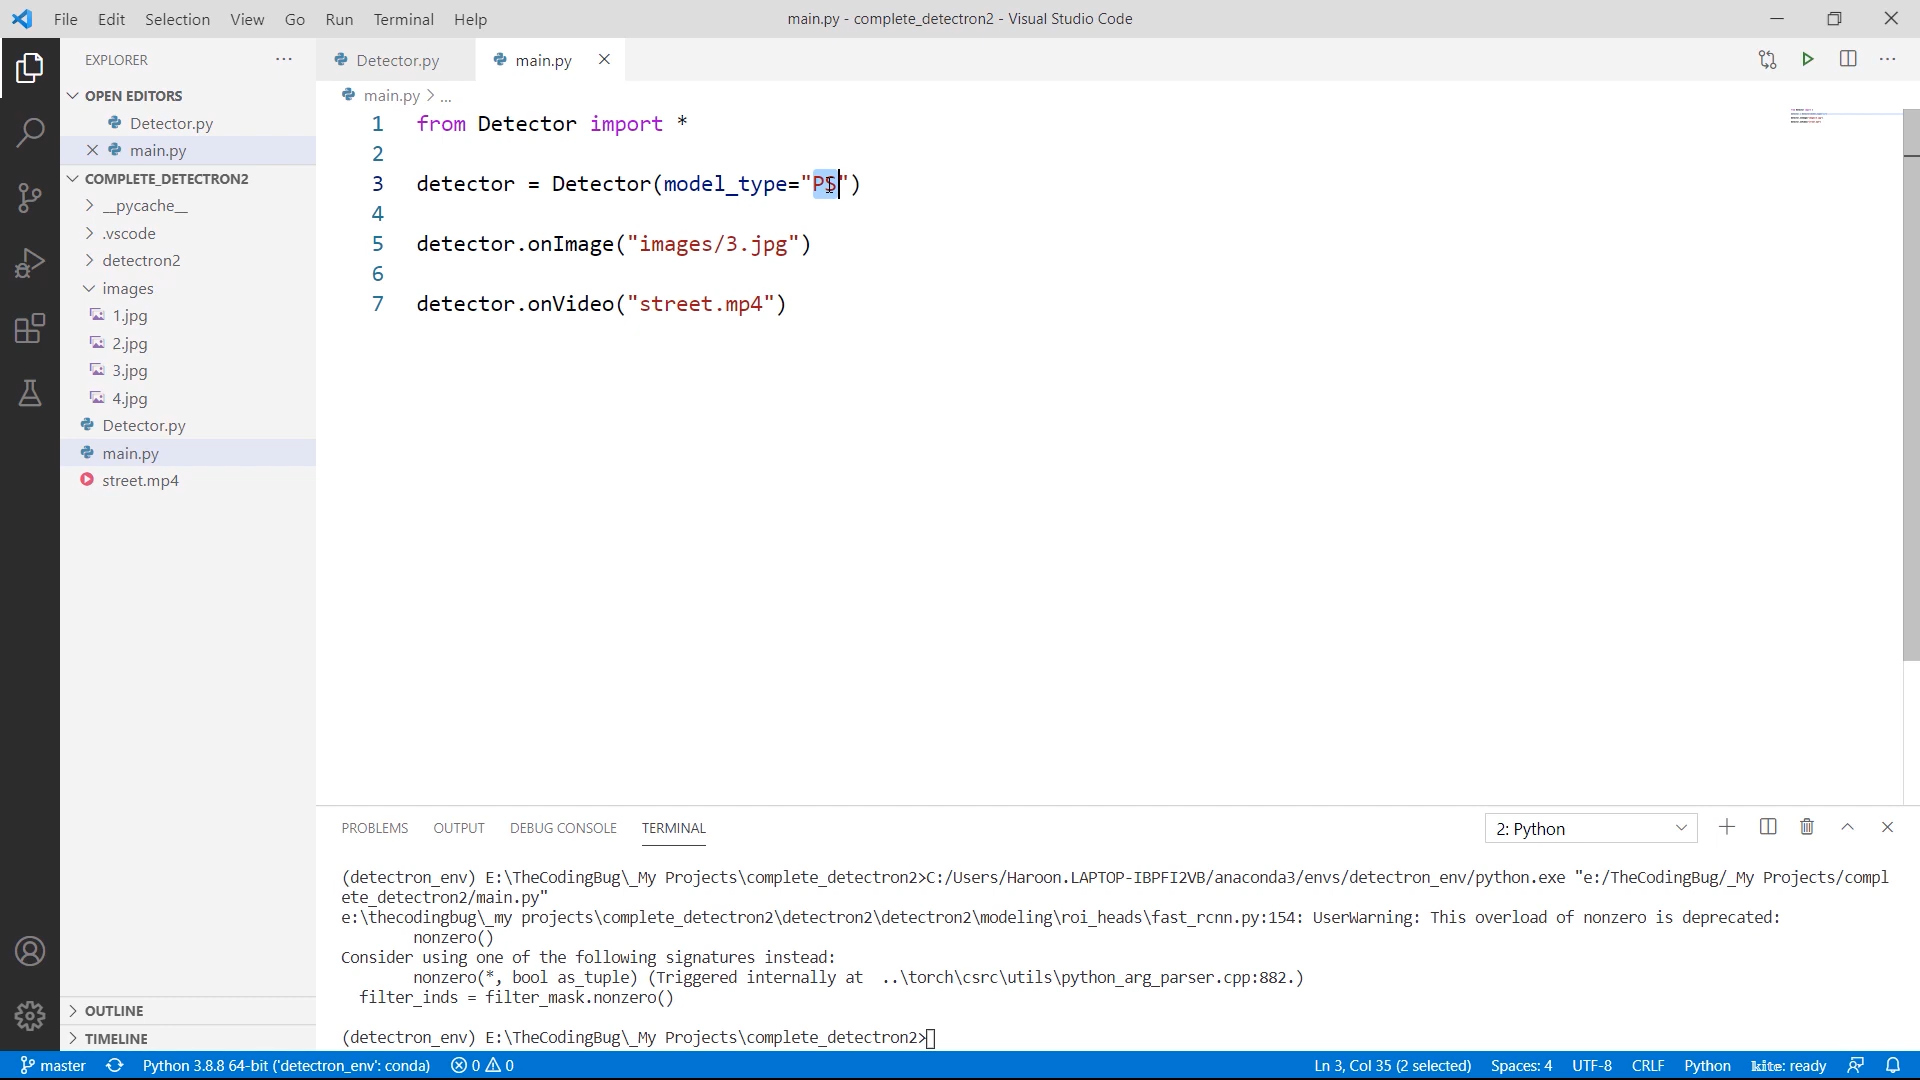 File Edit Selection View Go Run Terminal Help
main.py - complete_detectron2 - Visual Studio Code
EXPLORER
OPEN EDITORS
Detector.py
main.py
COMPLETE_DETECTRON2
__pycache__
.vscode
detectron2
images
1.jpg
2.jpg
3.jpg
4.jpg
Detector.py
main.py
street.mp4
OUTLINE
TIMELINE
Detector.py main.py
main.py > ...
1 from Detector import *
2
3 detector = Detector(model_type="PS")
4
5 detector.onImage("images/3.jpg")
6
7 detector.onVideo("street.mp4")
PROBLEMS OUTPUT DEBUG CONSOLE TERMINAL
2: Python
(detectron_env) E:\TheCodingBug\_My Projects\complete_detectron2>C:/Users/Haroon.LAPTOP-IBPFI2VB/anaconda3/envs/detectron_env/python.exe "e:/TheCodingBug/_My Projects/compl
ete_detectron2/main.py"
e:\thecodingbug\_my projects\complete_detectron2\detectron2\detectron2\modeling\roi_heads\fast_rcnn.py:154: UserWarning: This overload of nonzero is deprecated:
nonzero()
Consider using one of the following signatures instead:
nonzero(*, bool as_tuple) (Triggered internally at ..\torch\csrc\utils\python_arg_parser.cpp:882.)
filter_inds = filter_mask.nonzero()
(detectron_env) E:\TheCodingBug\_My Projects\complete_detectron2>
master Python 3.8.8 64-bit ('detectron_env': conda) 0 0
Ln 3, Col 35 (2 selected) Spaces: 4 UTF-8 CRLF Python kite: ready